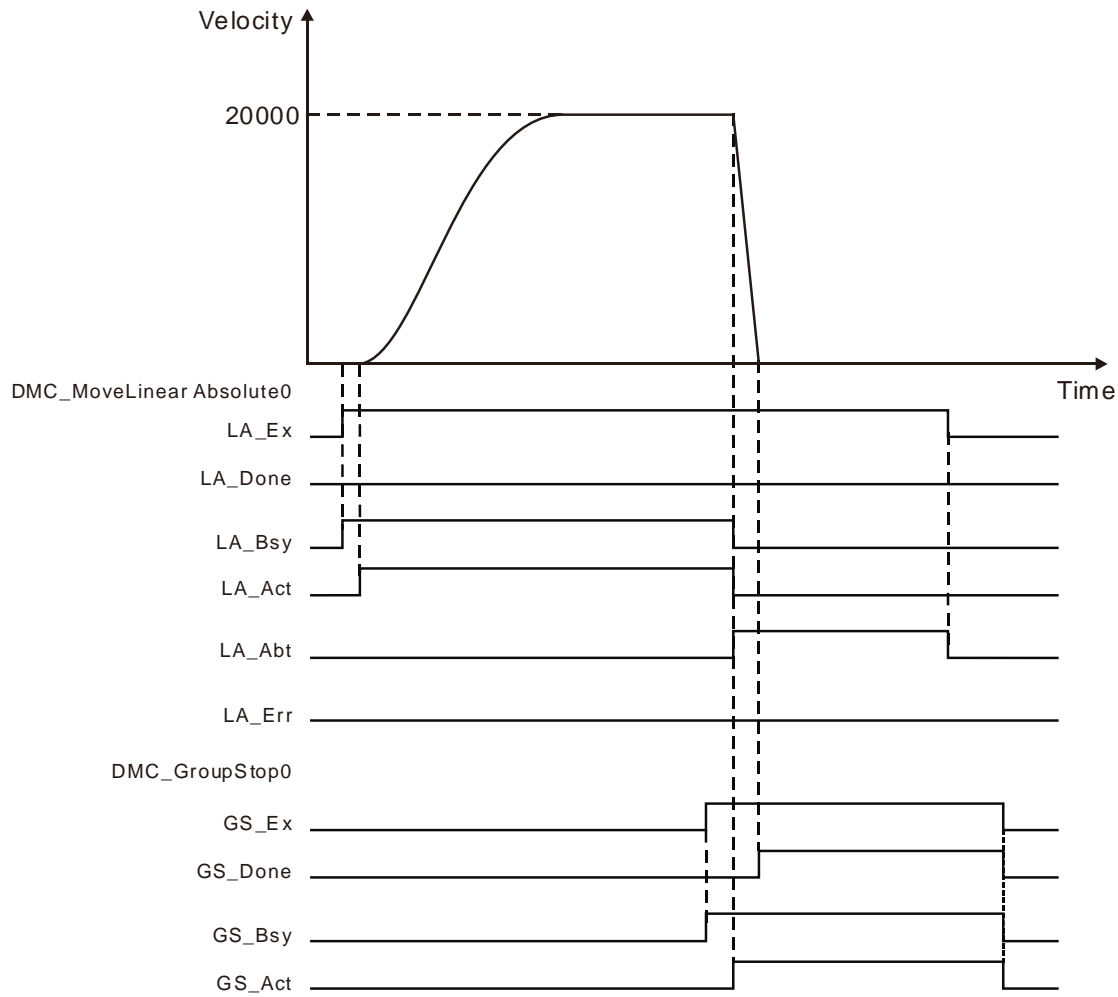 Velocity
20000
Time
DMC_MoveLinear Absolute0
LA_Ex
LA_Done
LA_Bsy
LA_Act
LA_Abt
LA_Err
DMC_GroupStop0
GS_Ex
GS_Done
GS_Bsy
GS_Act